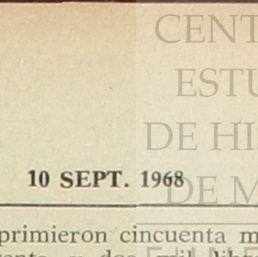 CENT
ESTU
DE HI
10 SEPT. 1968
DE M
primieron cincuenta m